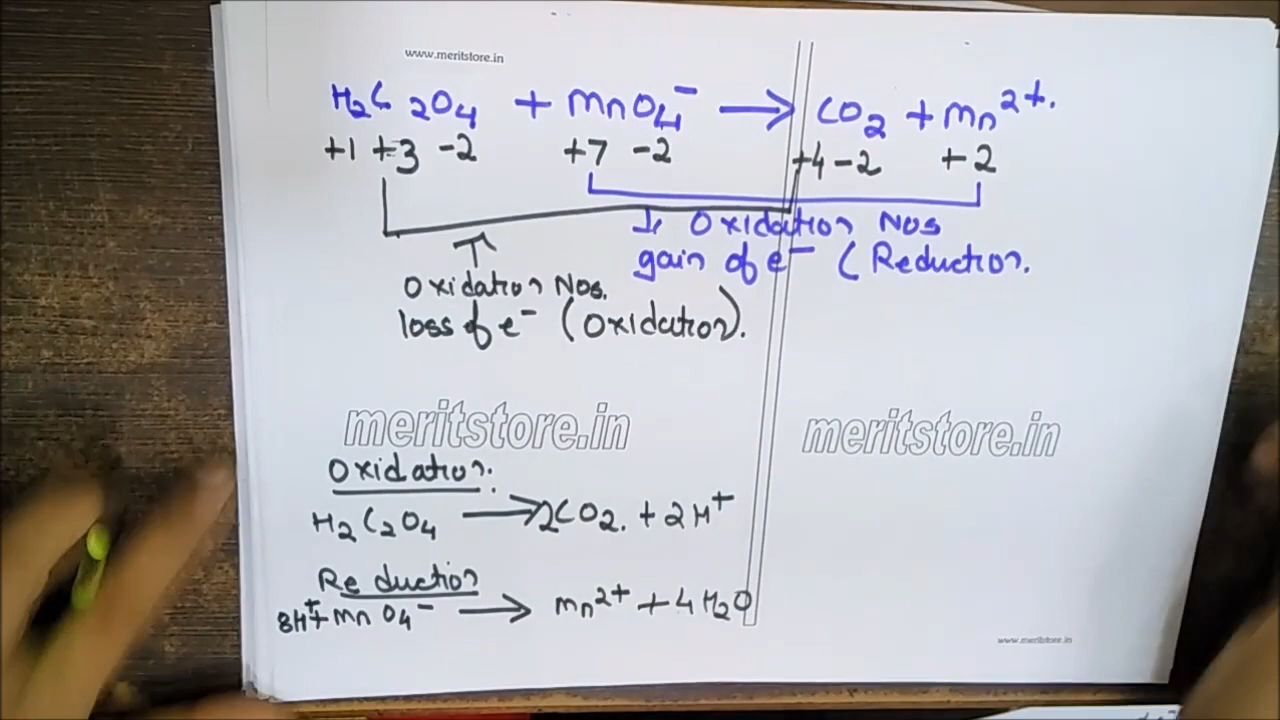 www.meritstore.in
H₂C₂O₄ + MnO₄⁻ → CO₂ + Mn²⁺.
+1 +3 -2 +7 -2 +4 -2 +2
↓ Oxidation Nos
gain of e⁻ (Reduction.
↑
Oxidation Nos.
loss of e⁻ (Oxidation).
meritstore.in meritstore.in
Oxidation.
H₂C₂O₄ → 2CO₂. + 2H⁺
Reduction
8H⁺+MnO₄⁻ → Mn²⁺ + 4H₂O
www.meritstore.in